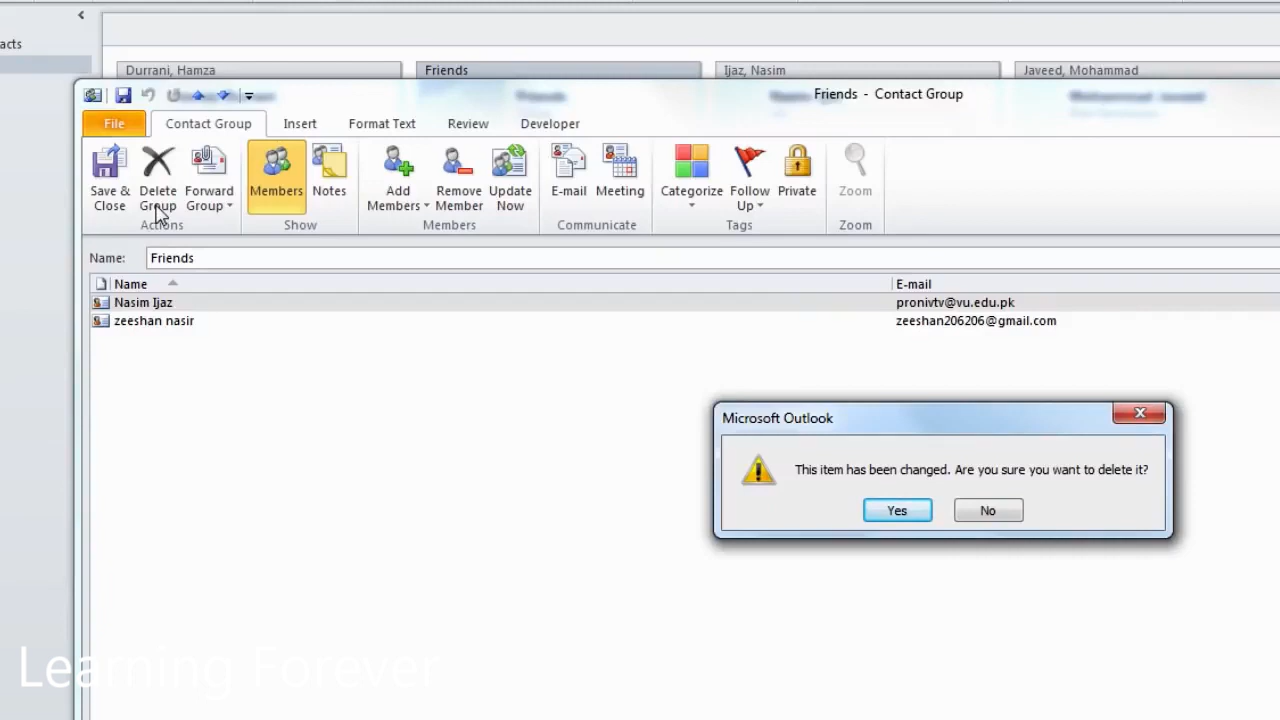 acts
Durrani, Hamza Friends Ijaz, Nasim Javeed, Mohammad
Friends - Contact Group
File Contact Group Insert Format Text Review Developer
Save & Close Delete Group Forward Group Members Notes Add Members Remove Member Update Now E-mail Meeting Categorize Follow Up Private Zoom
Actions Show Members Communicate Tags Zoom
Name: Friends
Name E-mail
Nasim Ijaz pronivtv@vu.edu.pk
zeeshan nasir zeeshan206206@gmail.com
Microsoft Outlook
This item has been changed. Are you sure you want to delete it?
Yes No
Learning Forever